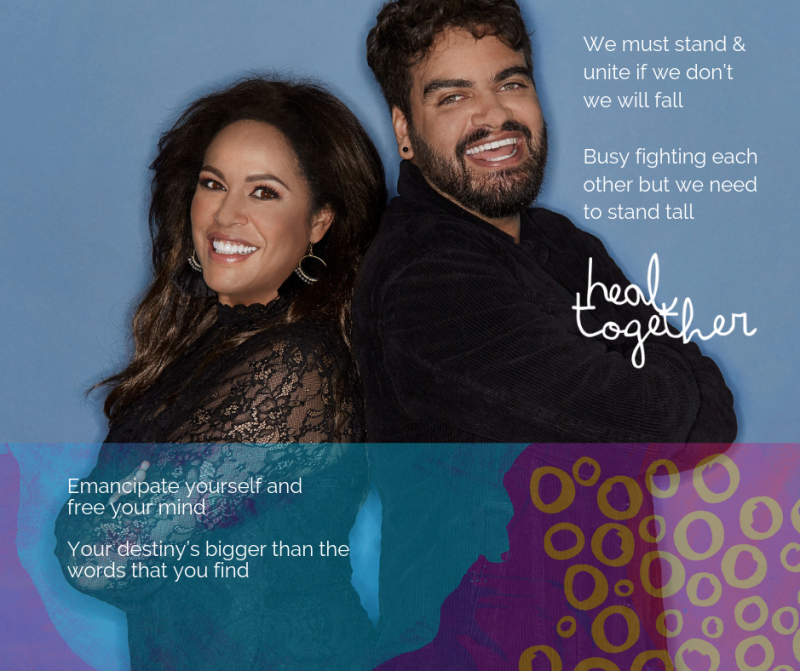 We must stand &
unite if we don't
we will fall
Busy fighting each
other but we need
to stand tall
heal
together
Emancipate yourself and
free your mind
Your destiny's bigger than the
words that you find